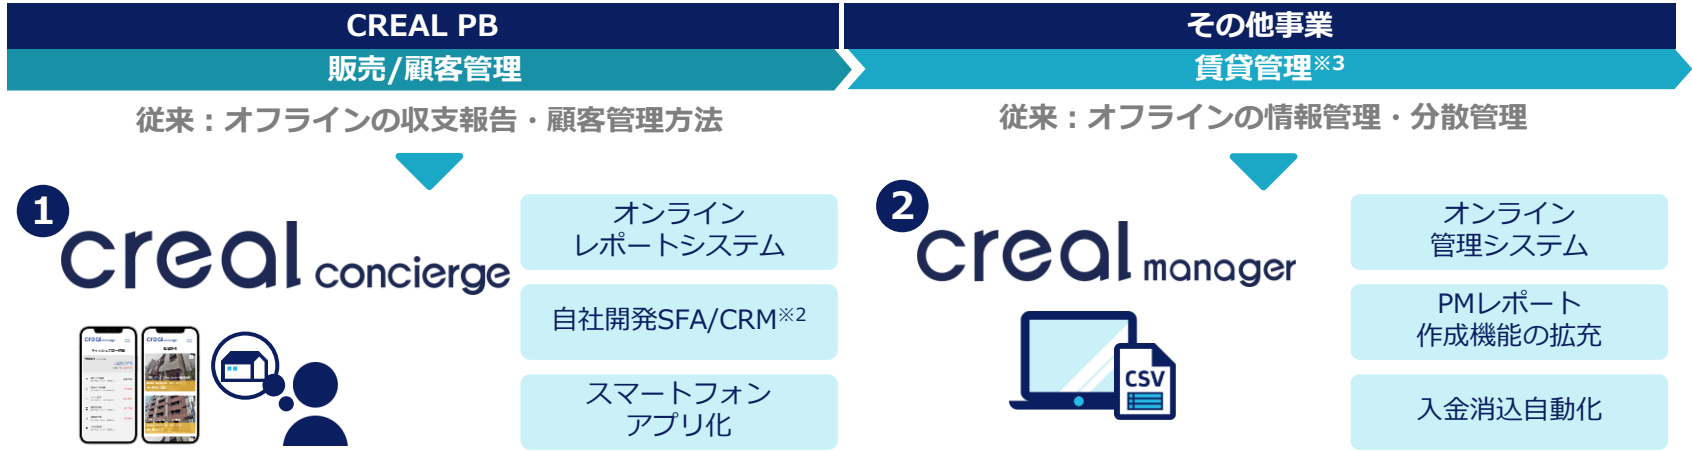 CREAL PB
販売/顧客管理
従来：オフラインの収支報告・顧客管理方法
1
creal concierge
オンライン
レポートシステム
自社開発SFA/CRM※2
スマートフォン
アプリ化
その他事業
賃貸管理※3
従来：オフラインの情報管理・分散管理
2
creal manager
CSV
オンライン
管理システム
PMレポート
作成機能の拡充
入金消込自動化